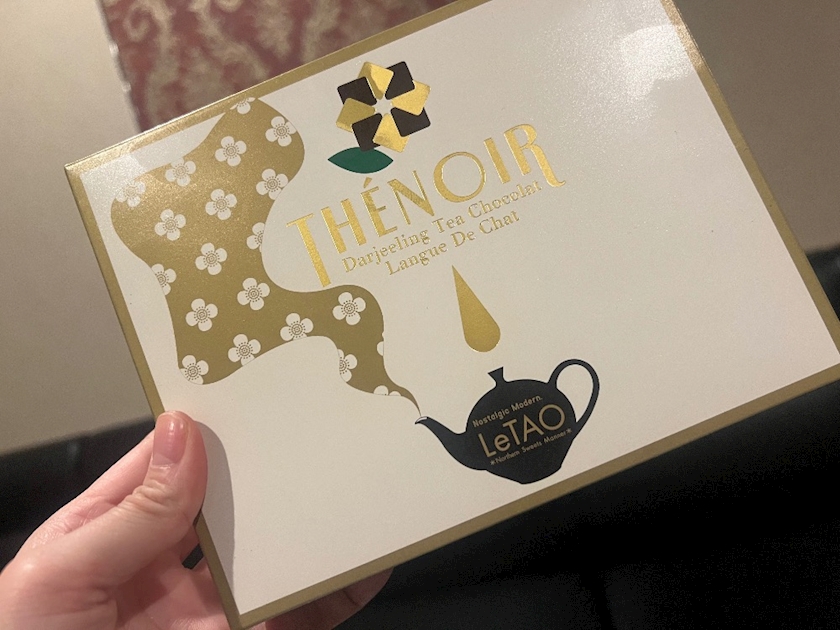 THÉNOIR
Darjeeling Tea Chocolat
Langue De Chat
Nostalgic Modern.
LeTAO
Northern Sweets Manner